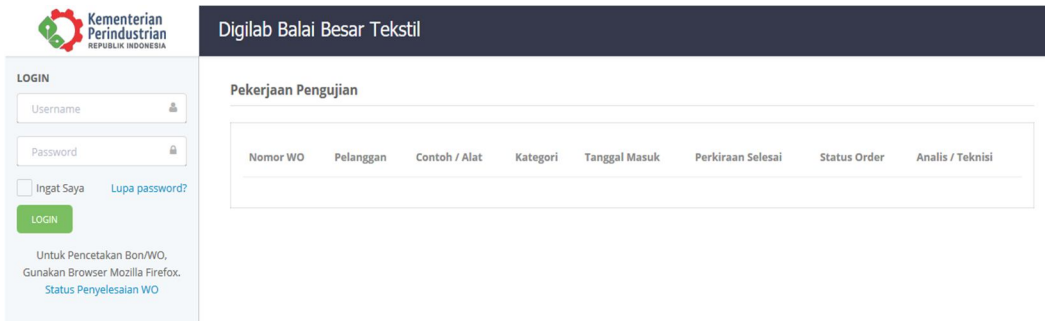 Kementerian
Perindustrian
REPUBLIK INDONESIA
Digilab Balai Besar Tekstil
LOGIN
Username
Password
Ingat Saya Lupa password?
LOGIN
Untuk Pencetakan Bon/WO,
Gunakan Browser Mozilla Firefox.
Status Penyelesaian WO
Pekerjaan Pengujian
Nomor WO Pelanggan Contoh / Alat Kategori Tanggal Masuk Perkiraan Selesai Status Order Analis / Teknisi